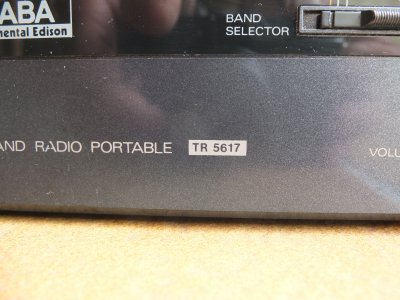 ABA
mental Edison
BAND
SELECTOR
AND RADIO PORTABLE TR 5617
VOLU